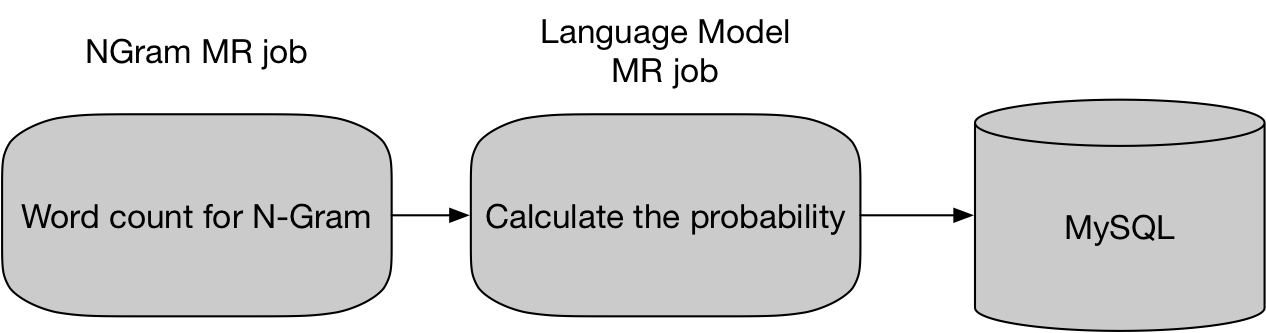 NGram MR job
Language Model
MR job
Word count for N-Gram
Calculate the probability
MySQL